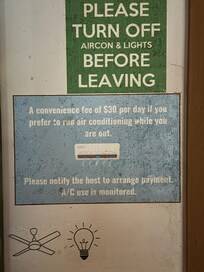 PLEASE
TURN OFF
AIRCON & LIGHTS
BEFORE
LEAVING
A convenience fee of $30 per day if you
prefer to run air conditioning while you
are out.
Please notify the host to arrange payment.
A/C use is monitored.